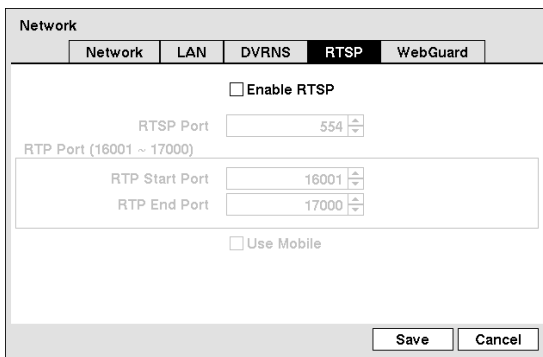 Network
Network LAN DVRNS RTSP WebGuard
Enable RTSP
RTSP Port 554
RTP Port (16001 ~ 17000)
RTP Start Port 16001
RTP End Port 17000
Use Mobile
Save Cancel